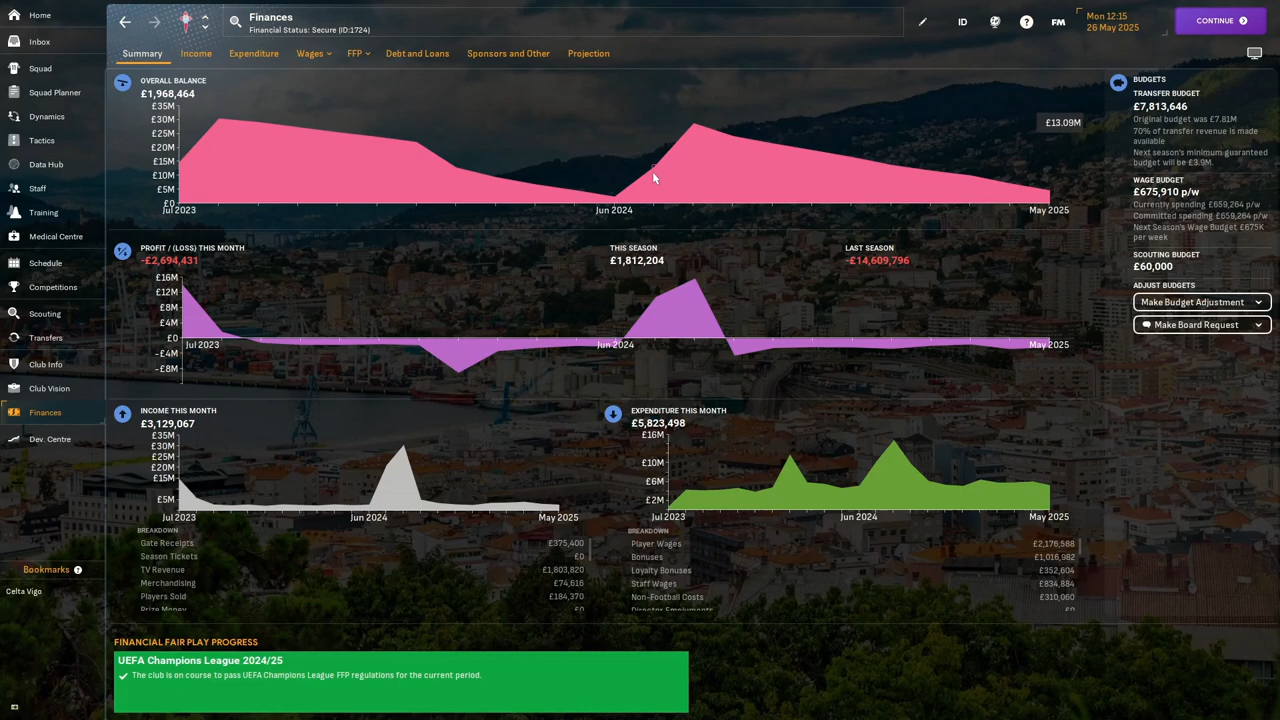 Home
Inbox
Squad
Squad Planner
Dynamics
Tactics
Data Hub
Staff
Training
Medical Centre
Schedule
Competitions
Scouting
Transfers
Club Info
Club Vision
Finances
Dev. Centre
Bookmarks ?
Celta Vigo
Finances
Financial Status: Secure (ID:1724)
ID
?
FM
Mon 12:15
26 May 2025
CONTINUE
Summary Income Expenditure Wages FFP Debt and Loans Sponsors and Other Projection
OVERALL BALANCE
£1,968,464
£35M
£30M
£25M
£20M
£15M
£10M
£5M
£0
Jul 2023 Jun 2024 May 2025
£13.09M
PROFIT / (LOSS) THIS MONTH
-£2,694,431
THIS SEASON
£1,812,204
LAST SEASON
-£14,609,796
£16M
£12M
£8M
£4M
£0
-£4M
-£8M
Jul 2023 Jun 2024 May 2025
INCOME THIS MONTH
£3,129,067
£35M
£30M
£25M
£20M
£15M
£5M
Jul 2023 Jun 2024 May 2025
BREAKDOWN
Gate Receipts £375,400
Season Tickets £0
TV Revenue £1,803,820
Merchandising £74,616
Players Sold £184,370
Prize Money £0
EXPENDITURE THIS MONTH
£5,823,498
£16M
£10M
£6M
£2M
Jul 2023 Jun 2024 May 2025
BREAKDOWN
Player Wages £2,176,588
Bonuses £1,016,982
Loyalty Bonuses £352,604
Staff Wages £834,884
Non-Football Costs £310,060
£0
FINANCIAL FAIR PLAY PROGRESS
UEFA Champions League 2024/25
The club is on course to pass UEFA Champions League FFP regulations for the current period.
BUDGETS
TRANSFER BUDGET
£7,813,646
Original budget was £7.81M
70% of transfer revenue is made
available
Next season's minimum guaranteed
budget will be £3.9M.
WAGE BUDGET
£675,910 p/w
Currently spending £659,264 p/w
Committed spending £659,264 p/w
Next Season's Wage Budget £675K
per week
SCOUTING BUDGET
£60,000
ADJUST BUDGETS
Make Budget Adjustment
Make Board Request